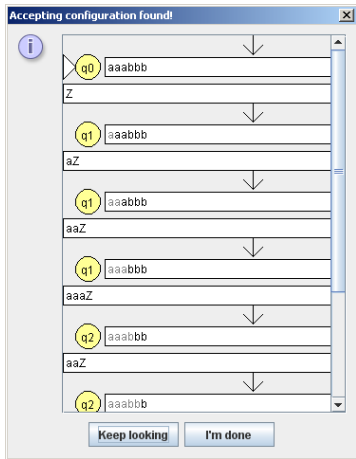 Accepting configuration found!
i
q0 aaabbb
Z
q1 aaabbb
aZ
q1 aaabbb
aaZ
q1 aaabbb
aaaZ
q2 aaabbb
aaZ
q2 aaabbb
Keep looking I'm done